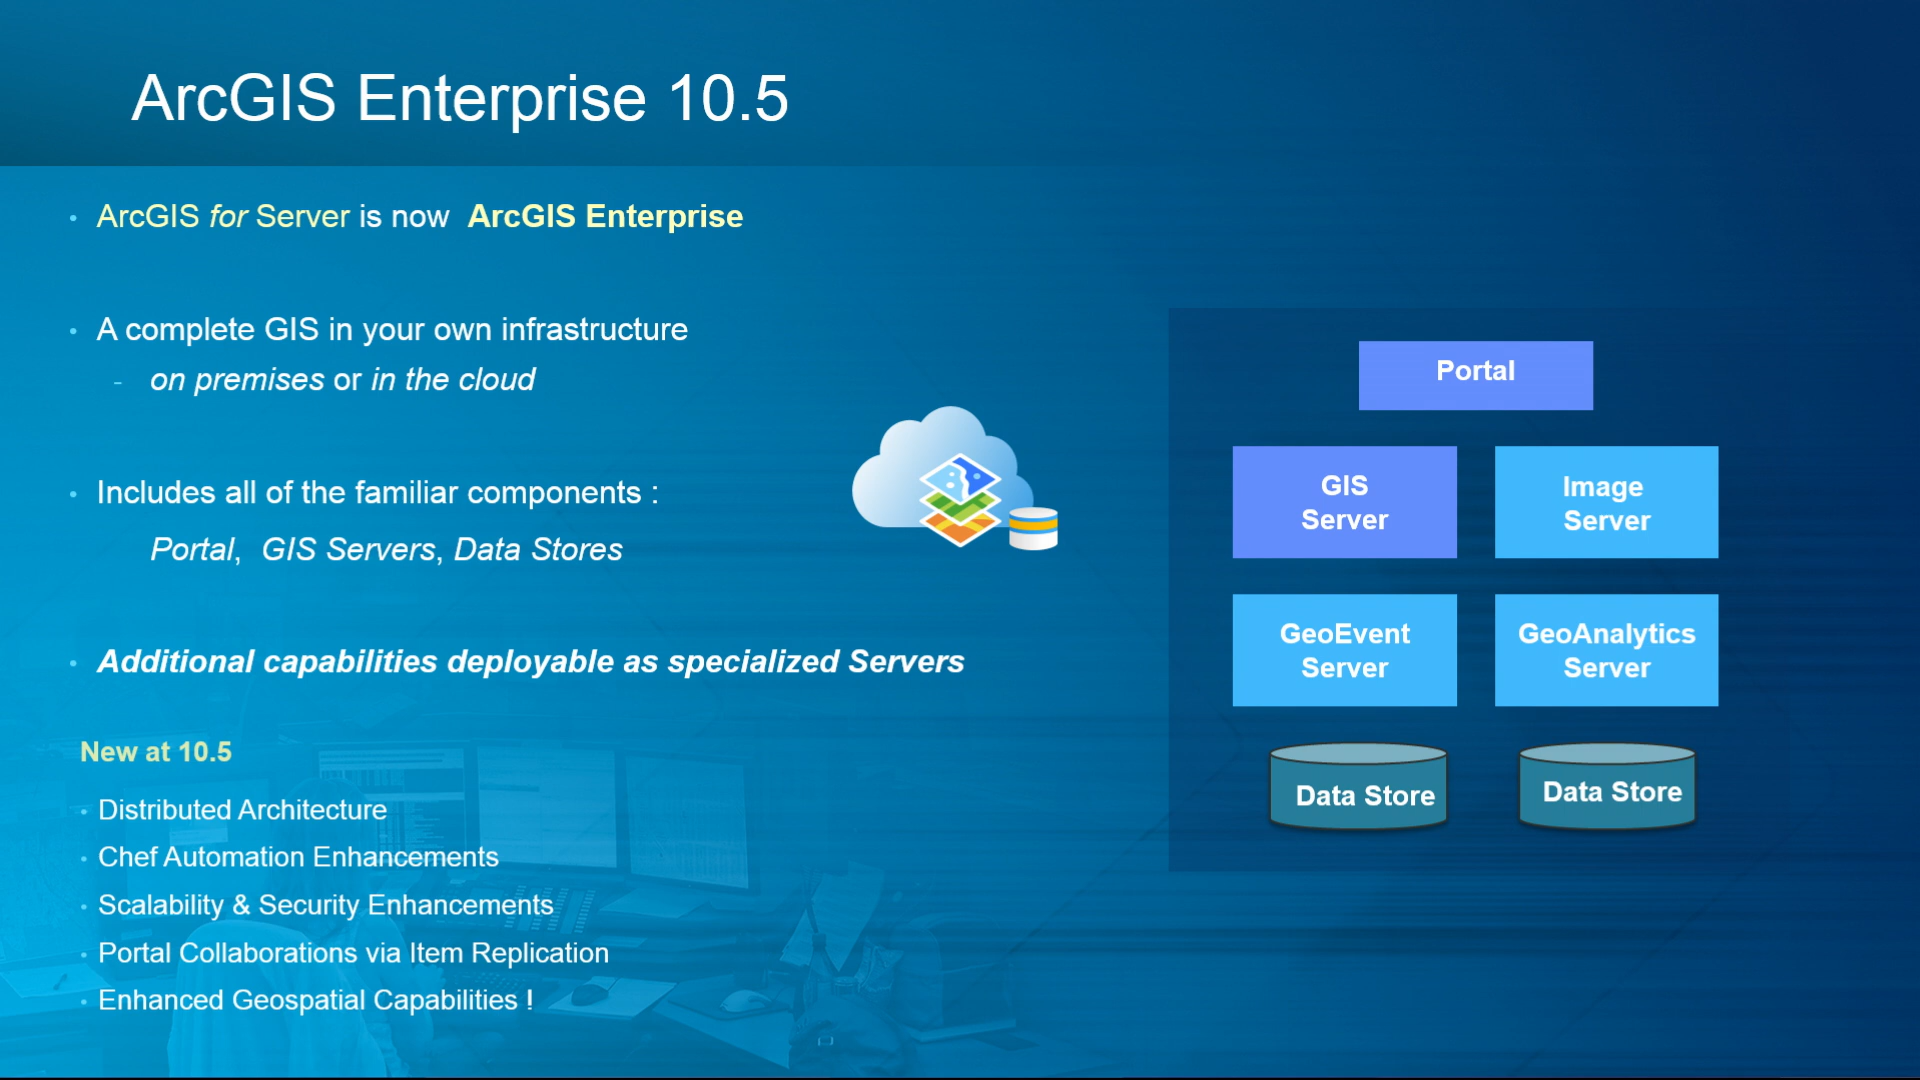 ArcGIS Enterprise 10.5
ArcGIS for Server is now ArcGIS Enterprise
A complete GIS in your own infrastructure
- on premises or in the cloud
Includes all of the familiar components :
Portal, GIS Servers, Data Stores
Additional capabilities deployable as specialized Servers
New at 10.5
Distributed Architecture
Chef Automation Enhancements
Scalability & Security Enhancements
Portal Collaborations via Item Replication
Enhanced Geospatial Capabilities !
Portal
GIS
Server
Image
Server
GeoEvent
Server
GeoAnalytics
Server
Data Store
Data Store